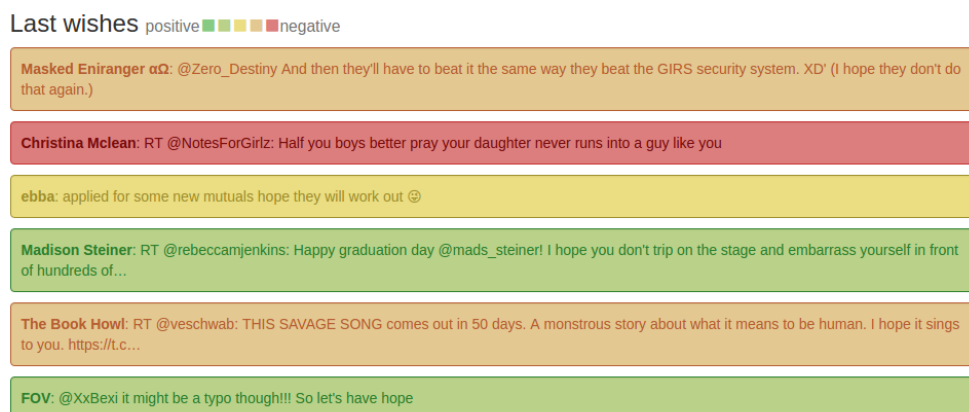 Last wishes positive negative
Masked Eniranger αΩ: @Zero_Destiny And then they'll have to beat it the same way they beat the GIRS security system. XD' (I hope they don't do
that again.)
Christina Mclean: RT @NotesForGirlz: Half you boys better pray your daughter never runs into a guy like you
ebba: applied for some new mutuals hope they will work out 😜
Madison Steiner: RT @rebeccamjenkins: Happy graduation day @mads_steiner! I hope you don't trip on the stage and embarrass yourself in front
of hundreds of…
The Book Howl: RT @veschwab: THIS SAVAGE SONG comes out in 50 days. A monstrous story about what it means to be human. I hope it sings
to you. https://t.c…
FOV: @XxBexi it might be a typo though!!! So let's have hope